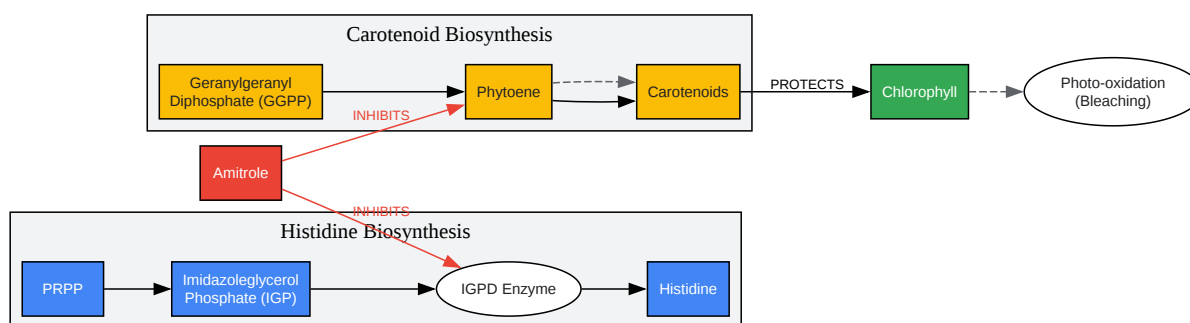 Carotenoid Biosynthesis
Geranylgeranyl
Diphosphate (GGPP)
Phytoene
Carotenoids
PROTECTS
Chlorophyll
Photo-oxidation
(Bleaching)
INHIBITS
Amitrole
INHIBITS
Histidine Biosynthesis
PRPP
Imidazoleglycerol
Phosphate (IGP)
IGPD Enzyme
Histidine